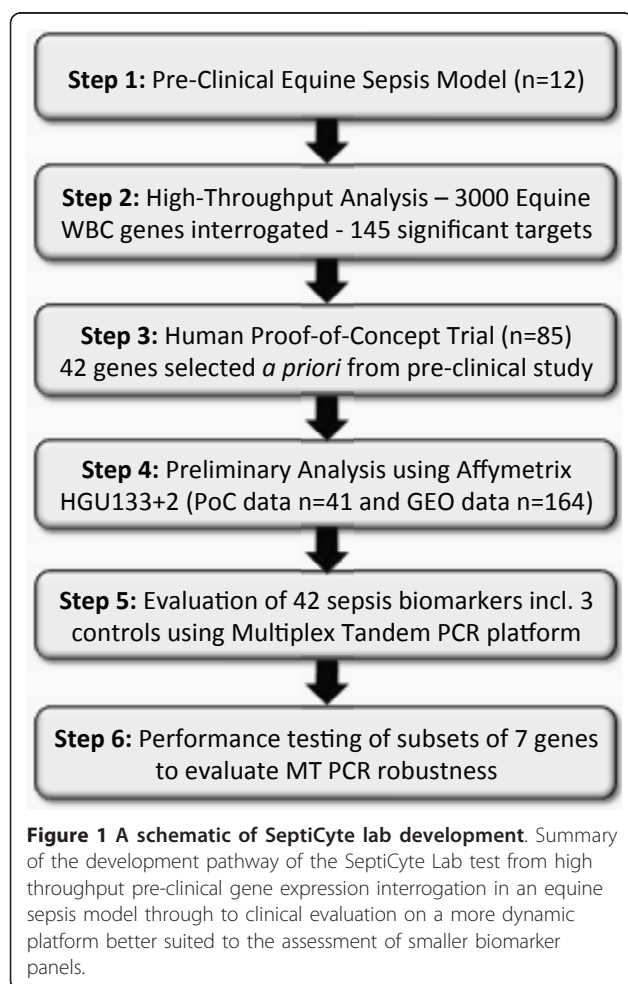 Step 1: Pre-Clinical Equine Sepsis Model (n=12)
Step 2: High-Throughput Analysis – 3000 Equine
WBC genes interrogated - 145 significant targets
Step 3: Human Proof-of-Concept Trial (n=85)
42 genes selected a priori from pre-clinical study
Step 4: Preliminary Analysis using Affymetrix
HGU133+2 (PoC data n=41 and GEO data n=164)
Step 5: Evaluation of 42 sepsis biomarkers incl. 3
controls using Multiplex Tandem PCR platform
Step 6: Performance testing of subsets of 7 genes
to evaluate MT PCR robustness
Figure 1 A schematic of SeptiCyte lab development. Summary
of the development pathway of the SeptiCyte Lab test from high
throughput pre-clinical gene expression interrogation in an equine
sepsis model through to clinical evaluation on a more dynamic
platform better suited to the assessment of smaller biomarker
panels.